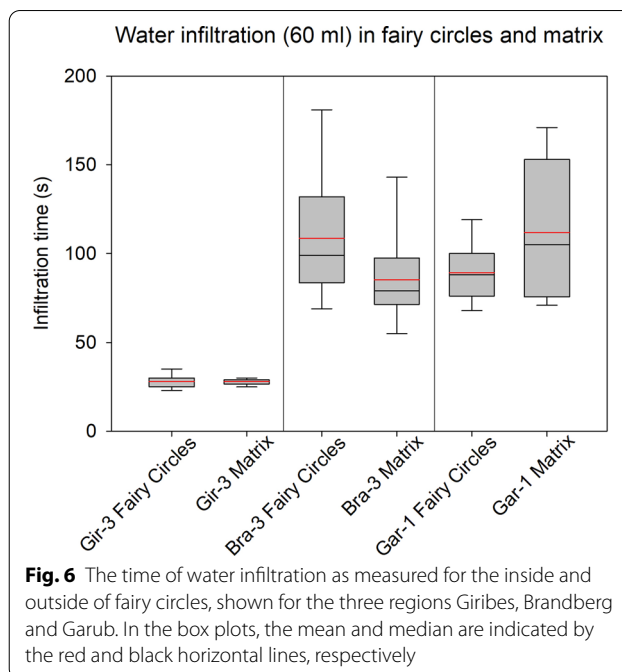 Water infiltration (60 ml) in fairy circles and matrix
200
150
100
50
0
Infiltration time (s)
Gir-3 Fairy Circles
Gir-3 Matrix
Bra-3 Fairy Circles
Bra-3 Matrix
Gar-1 Fairy Circles
Gar-1 Matrix
Fig. 6 The time of water infiltration as measured for the inside and
outside of fairy circles, shown for the three regions Giribes, Brandberg
and Garub. In the box plots, the mean and median are indicated by
the red and black horizontal lines, respectively